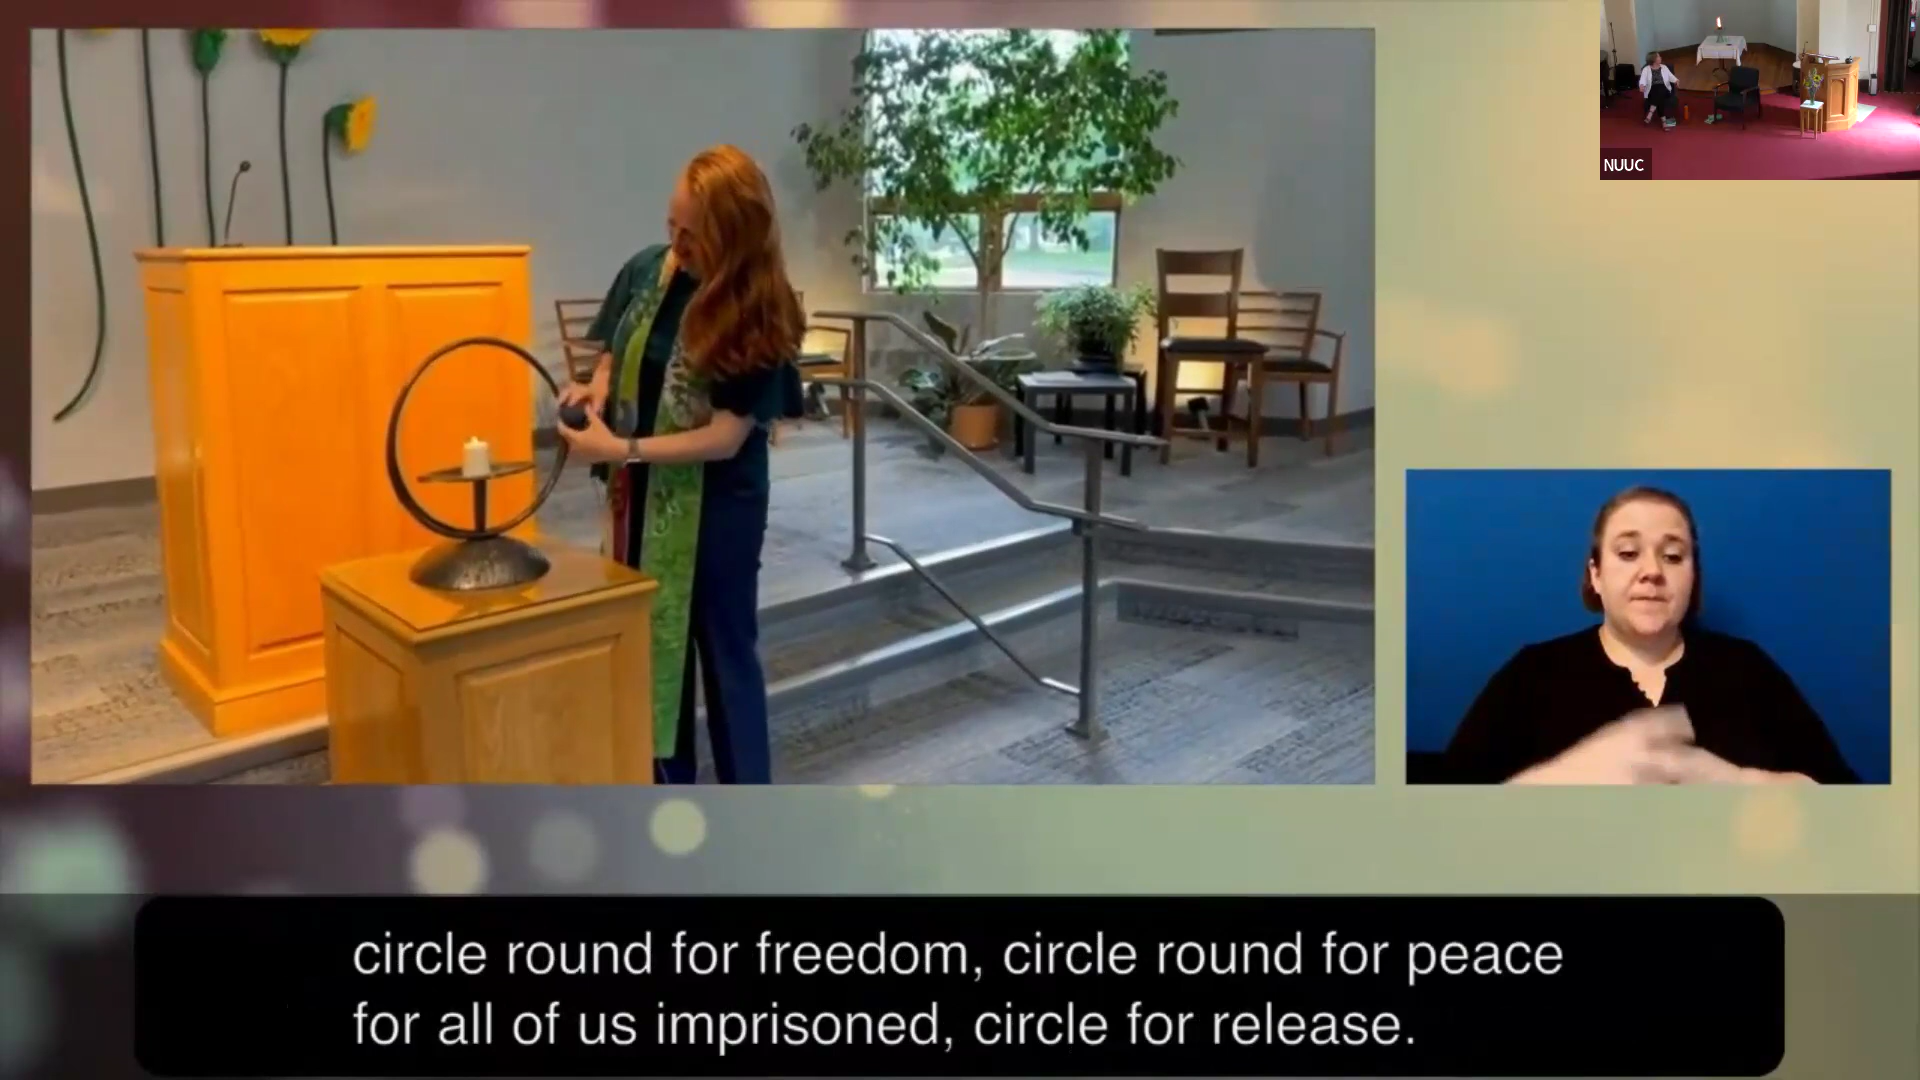 NUUC
circle round for freedom, circle round for peace
for all of us imprisoned, circle for release.